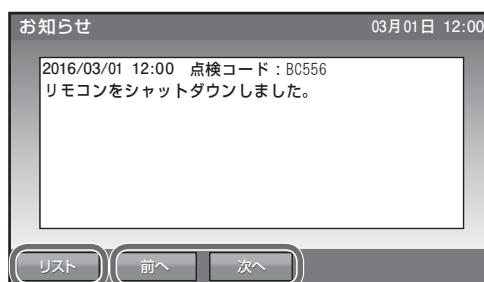 お知らせ 03月01日 12:00
2016/03/01 12:00 点検コード：BC556
リモコンをシャットダウンしました。
リスト 前へ 次へ